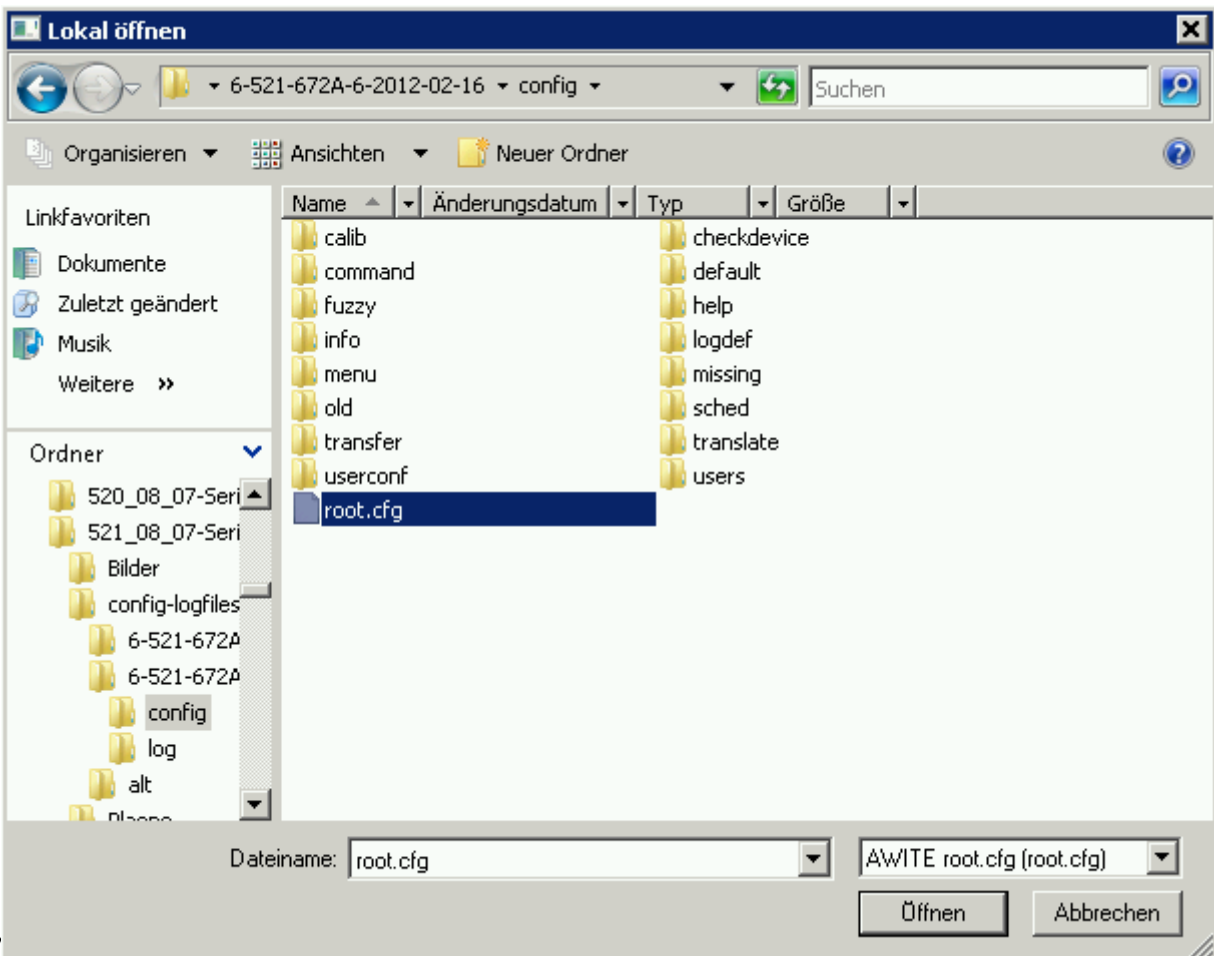 Lokal öffnen
6-521-672A-6-2012-02-16 config Suchen
Organisieren Ansichten Neuer Ordner
Linkfavoriten
Dokumente
Zuletzt geändert
Musik
Weitere »
Ordner
520_08_07-Seri
521_08_07-Seri
Bilder
config-logfiles
6-521-672A
6-521-672A
config
log
alt
Name Änderungsdatum Typ Größe
calib checkdevice
command default
fuzzy help
info logdef
menu missing
old sched
transfer translate
userconf users
root.cfg
Dateiname: root.cfg AWITE root.cfg (root.cfg)
Öffnen Abbrechen